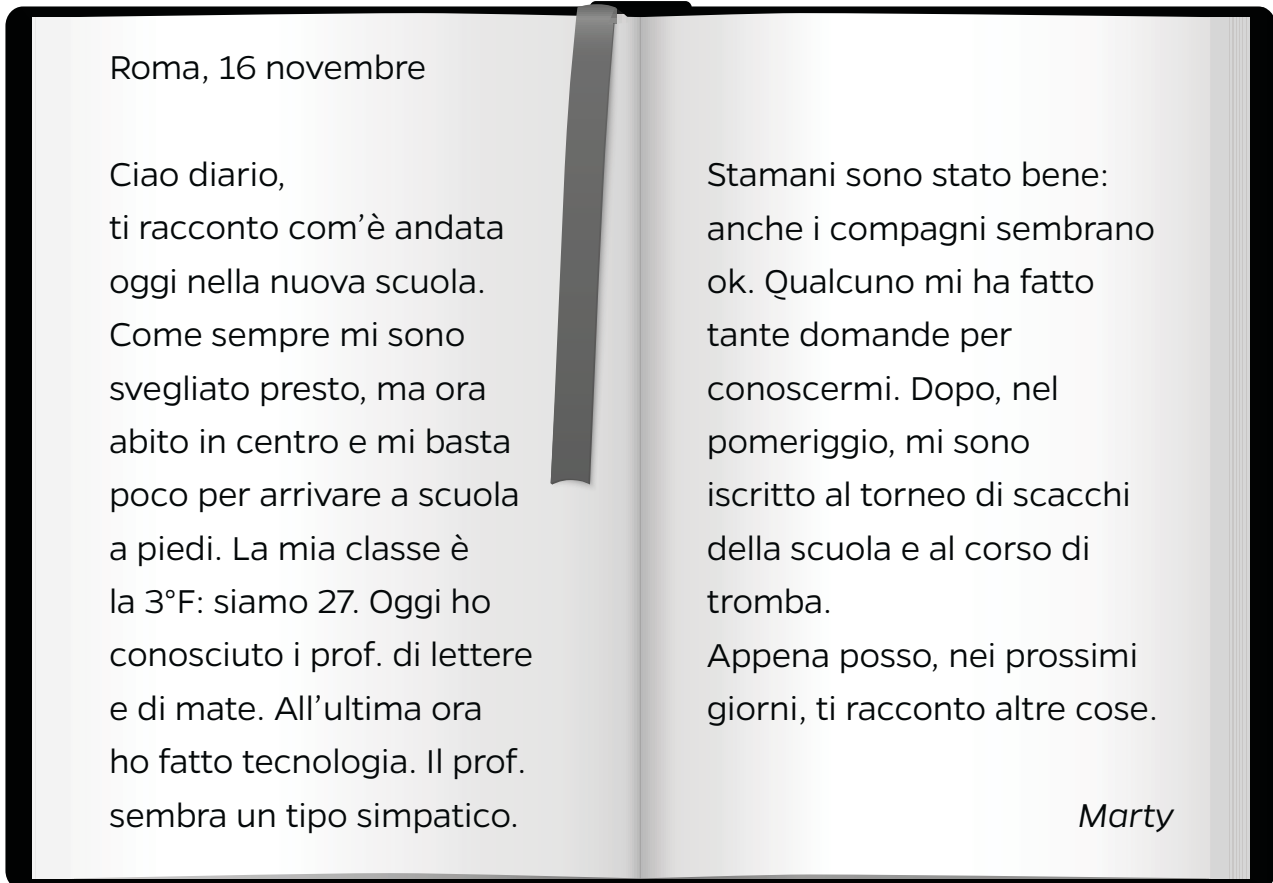 Roma, 16 novembre
Ciao diario,
ti racconto com’è andata
oggi nella nuova scuola.
Come sempre mi sono
svegliato presto, ma ora
abito in centro e mi basta
poco per arrivare a scuola
a piedi. La mia classe è
la 3°F: siamo 27. Oggi ho
conosciuto i prof. di lettere
e di mate. All’ultima ora
ho fatto tecnologia. Il prof.
sembra un tipo simpatico.
Stamani sono stato bene:
anche i compagni sembrano
ok. Qualcuno mi ha fatto
tante domande per
conoscermi. Dopo, nel
pomeriggio, mi sono
iscritto al torneo di scacchi
della scuola e al corso di
tromba.
Appena posso, nei prossimi
giorni, ti racconto altre cose.
Marty